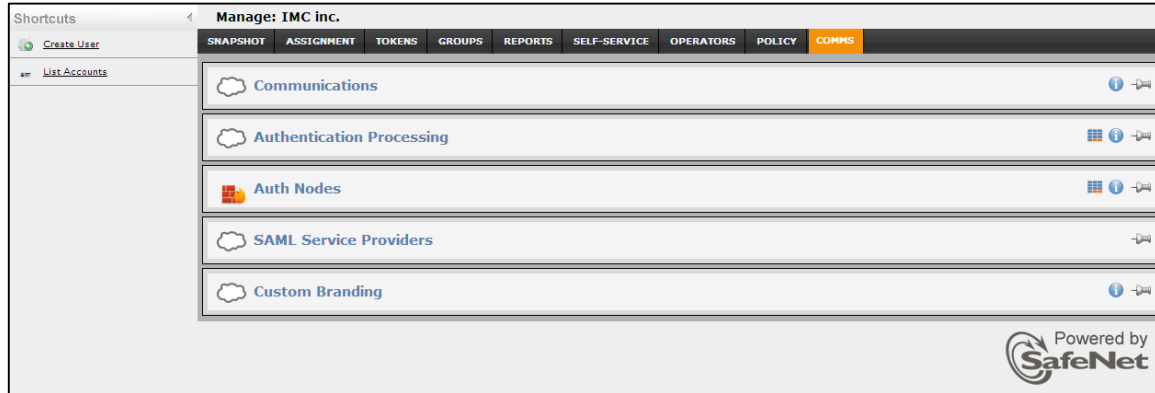 Shortcuts
Manage: IMC inc.
Create User
SNAPSHOT ASSIGNMENT TOKENS GROUPS REPORTS SELF-SERVICE OPERATORS POLICY COMMS
List Accounts
Communications
Authentication Processing
Auth Nodes
SAML Service Providers
Custom Branding
Powered by
SafeNet